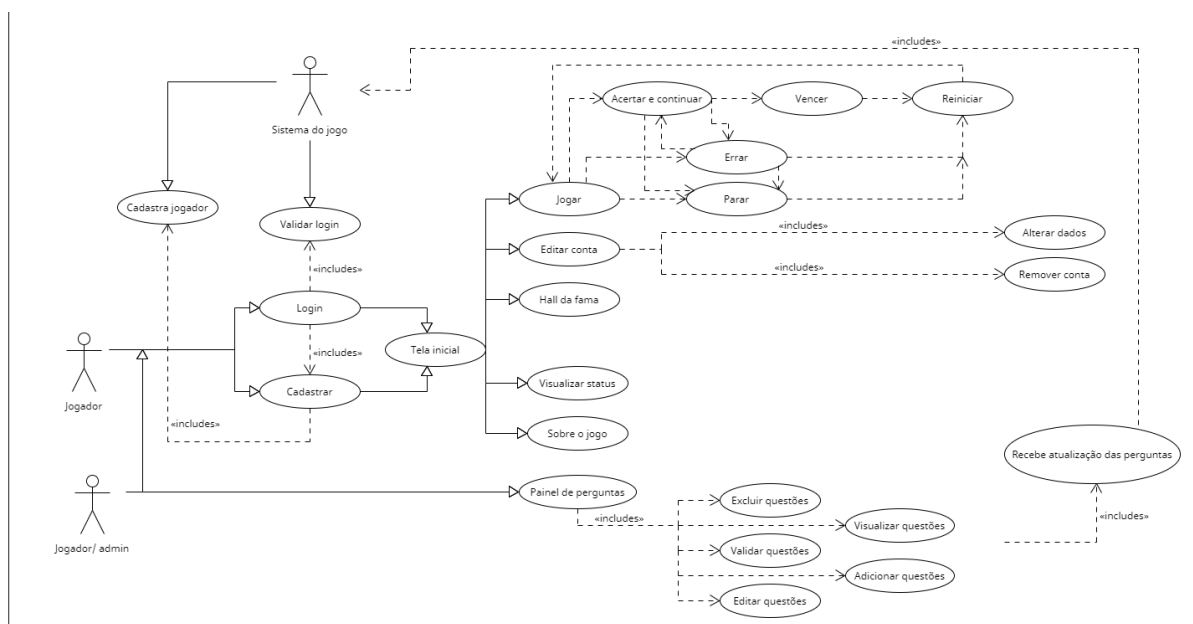 «includes»
Acertar e continuar
Vencer
Reiniciar
Sistema do jogo
Errar
Cadastra jogador
Jogar
Parar
Validar login
Alterar dados
«includes»
Editar conta
«includes»
«includes»
Remover conta
Login
Hall da fama
Tela inicial
«includes»
Jogador
Cadastrar
Visualizar status
«includes»
Sobre o jogo
Recebe atualização das perguntas
Painel de perguntas
Excluir questões
«includes»
«includes»
Visualizar questões
Jogador/ admin
Validar questões
Adicionar questões
Editar questões